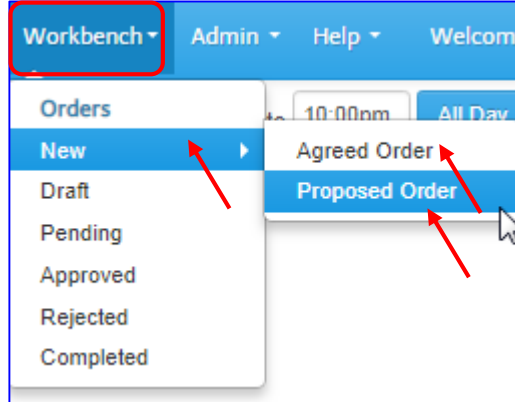 Workbench Admin Help Welcom
Orders
to 10:00pm All Day
New
Agreed Order
Draft
Proposed Order
Pending
Approved
Rejected
Completed